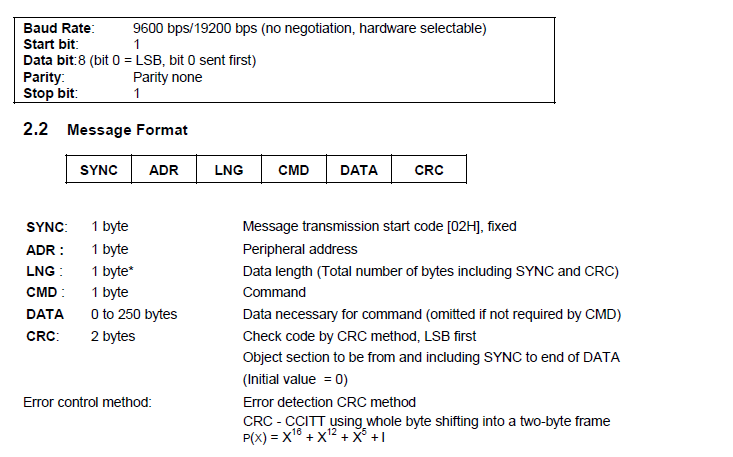 Baud Rate: 9600 bps/19200 bps (no negotiation, hardware selectable)
Start bit: 1
Data bit:8 (bit 0 = LSB, bit 0 sent first)
Parity: Parity none
Stop bit: 1
2.2 Message Format
SYNC ADR LNG CMD DATA CRC
SYNC: 1 byte Message transmission start code [02H], fixed
ADR : 1 byte Peripheral address
LNG : 1 byte* Data length (Total number of bytes including SYNC and CRC)
CMD : 1 byte Command
DATA 0 to 250 bytes Data necessary for command (omitted if not required by CMD)
CRC: 2 bytes Check code by CRC method, LSB first
Object section to be from and including SYNC to end of DATA
(Initial value = 0)
Error control method: Error detection CRC method
CRC - CCITT using whole byte shifting into a two-byte frame
P(X) = X¹⁶ + X¹² + X⁵ + I